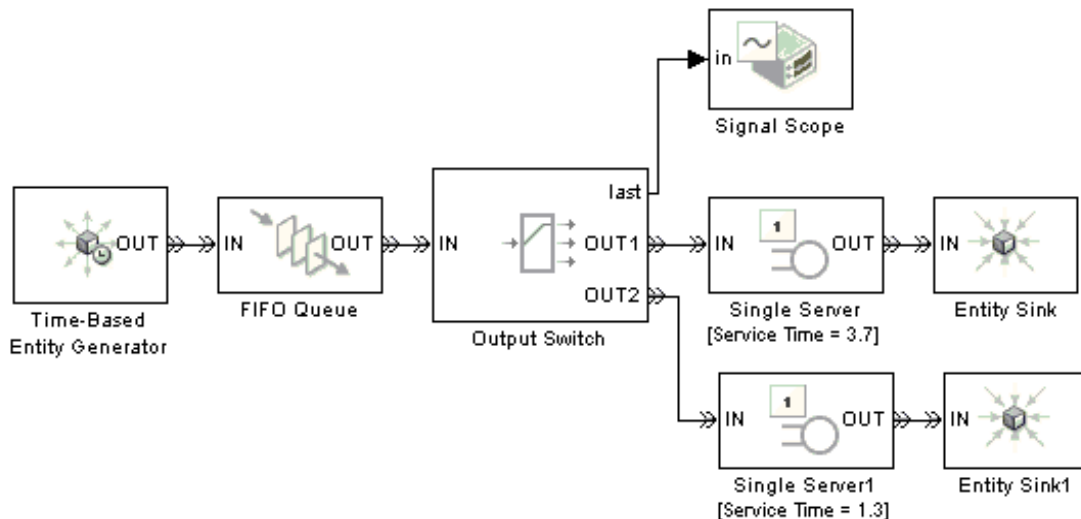 in
Signal Scope
last
OUT
IN
OUT
IN
OUT1
OUT2
1
IN
OUT
IN
Time-Based
Entity Generator
FIFO Queue
Output Switch
Single Server
[Service Time = 3.7]
Entity Sink
1
IN
OUT
IN
Single Server1
[Service Time = 1.3]
Entity Sink1